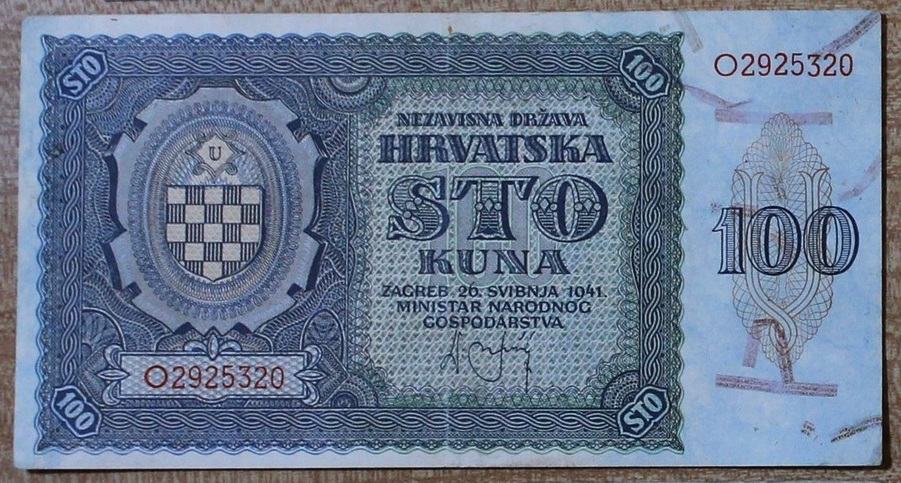 STO
100
O2925320
U
NEZAVISNA DRŽAVA
HRVATSKA
STO
KUNA
ZAGREB 26. SVIBNJA 1941.
MINISTAR NARODNOG
GOSPODARSTVA
100
O2925320
100
STO